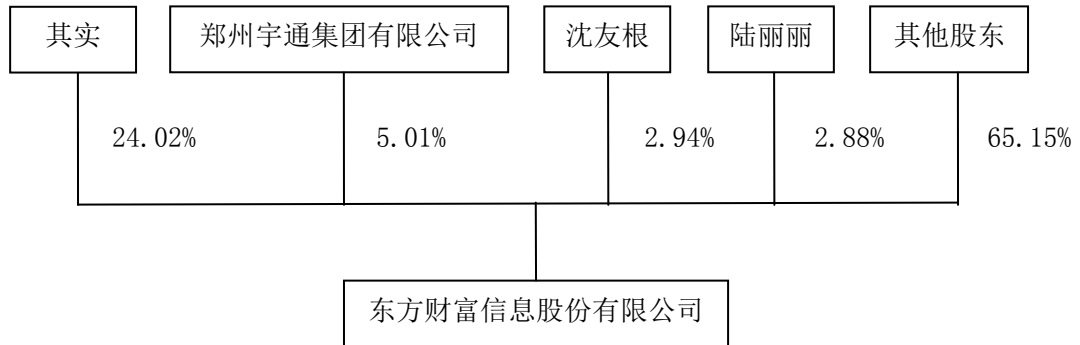 其实 郑州宇通集团有限公司 沈友根 陆丽丽 其他股东
24.02% 5.01% 2.94% 2.88% 65.15%
东方财富信息股份有限公司